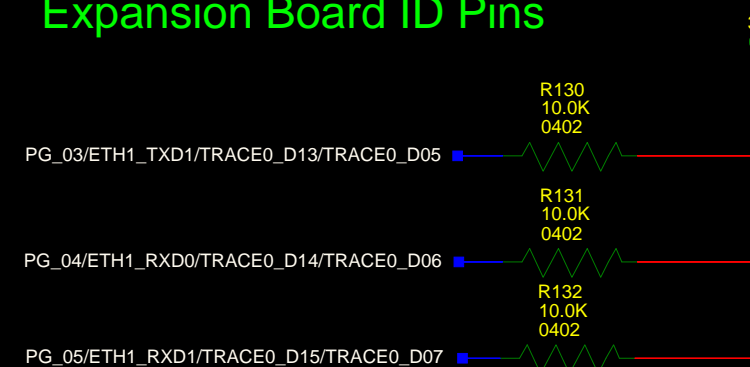 Expansion Board ID Pins
R130
10.0K
0402
PG_03/ETH1_TXD1/TRACE0_D13/TRACE0_D05
R131
10.0K
0402
PG_04/ETH1_RXD0/TRACE0_D14/TRACE0_D06
R132
10.0K
0402
PG_05/ETH1_RXD1/TRACE0_D15/TRACE0_D07